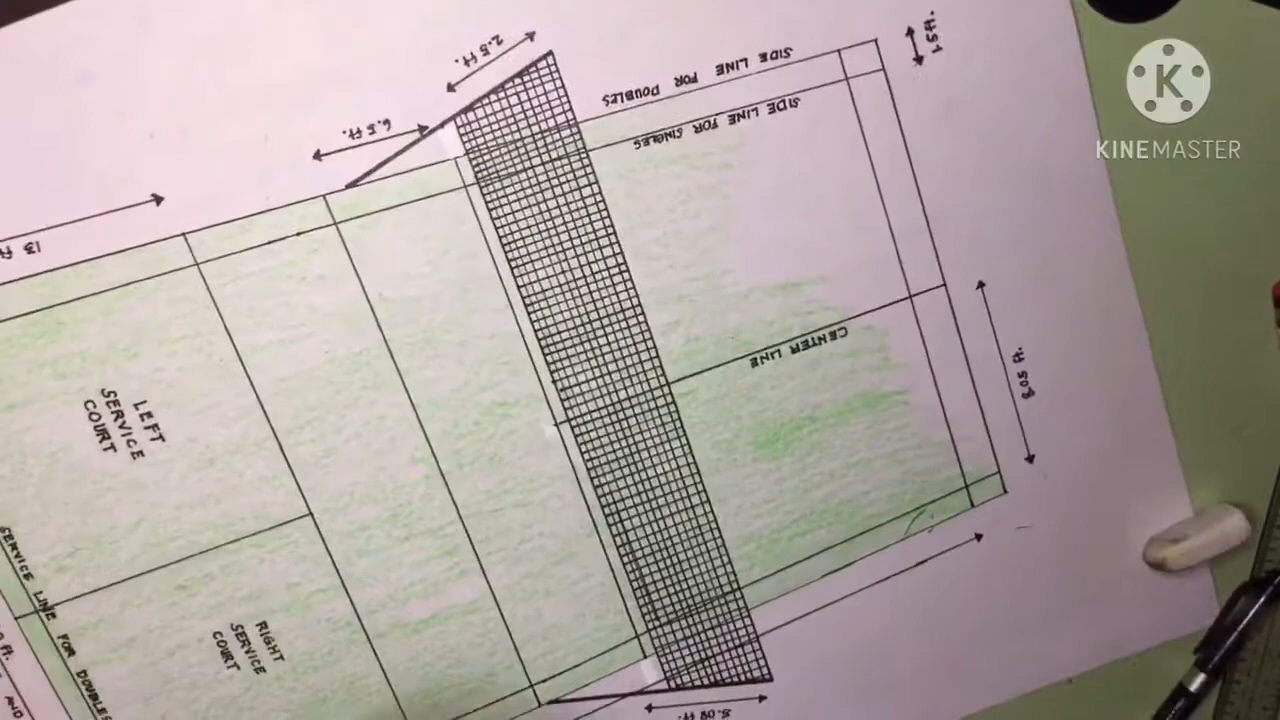 2.5 ft.
6.5 ft.
13 ft
SIDE LINE FOR DOUBLES
SIDE LINE FOR SINGLES
1.5 ft.
CENTER LINE
8.05 ft.
LEFT
SERVICE
COURT
RIGHT
SERVICE
COURT
SERVICE LINE FOR DOUBLES
AND
5.08 ft.
KINEMASTER